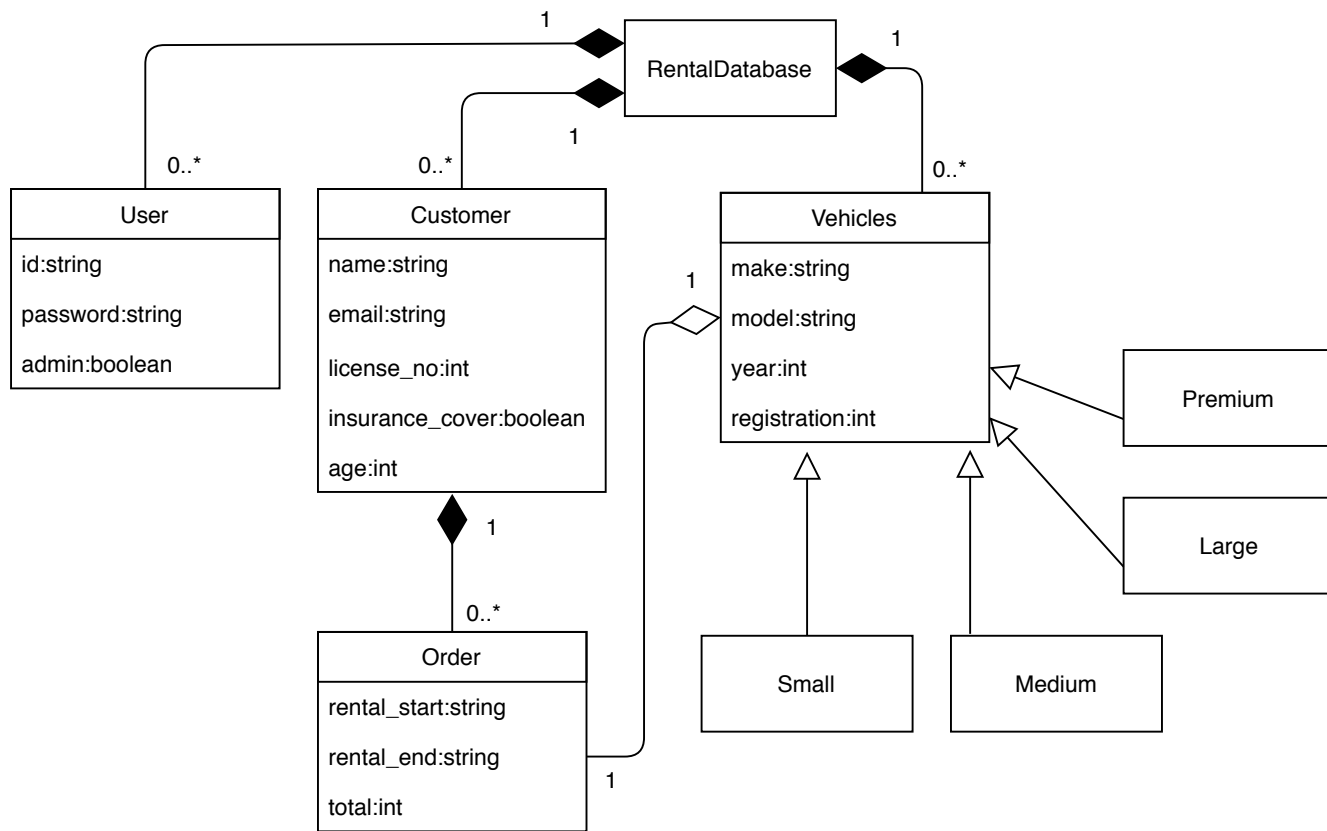 1
RentalDatabase
1
1
0..*
0..*
0..*
User
id:string
password:string
admin:boolean
Customer
name:string
email:string
license_no:int
insurance_cover:boolean
age:int
Vehicles
make:string
model:string
year:int
registration:int
1
Premium
Large
1
0..*
Order
rental_start:string
rental_end:string
total:int
1
Small
Medium